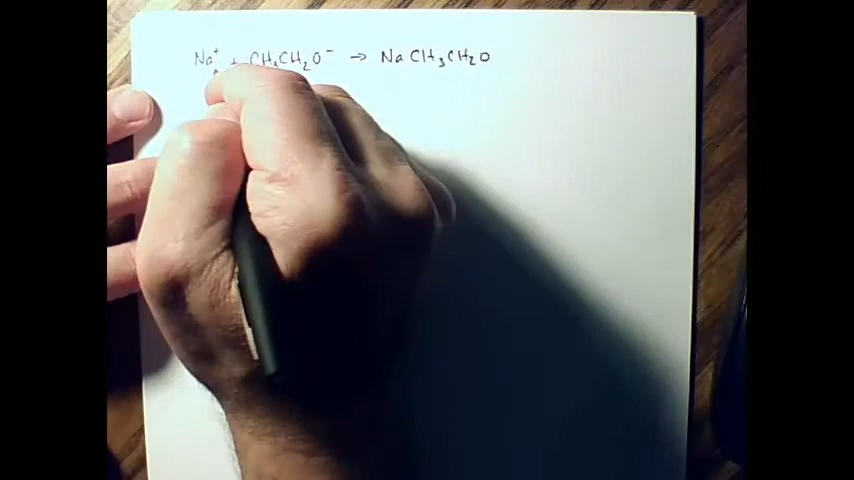 Na⁺ + CH₃CH₂O⁻ → NaCH₃CH₂O